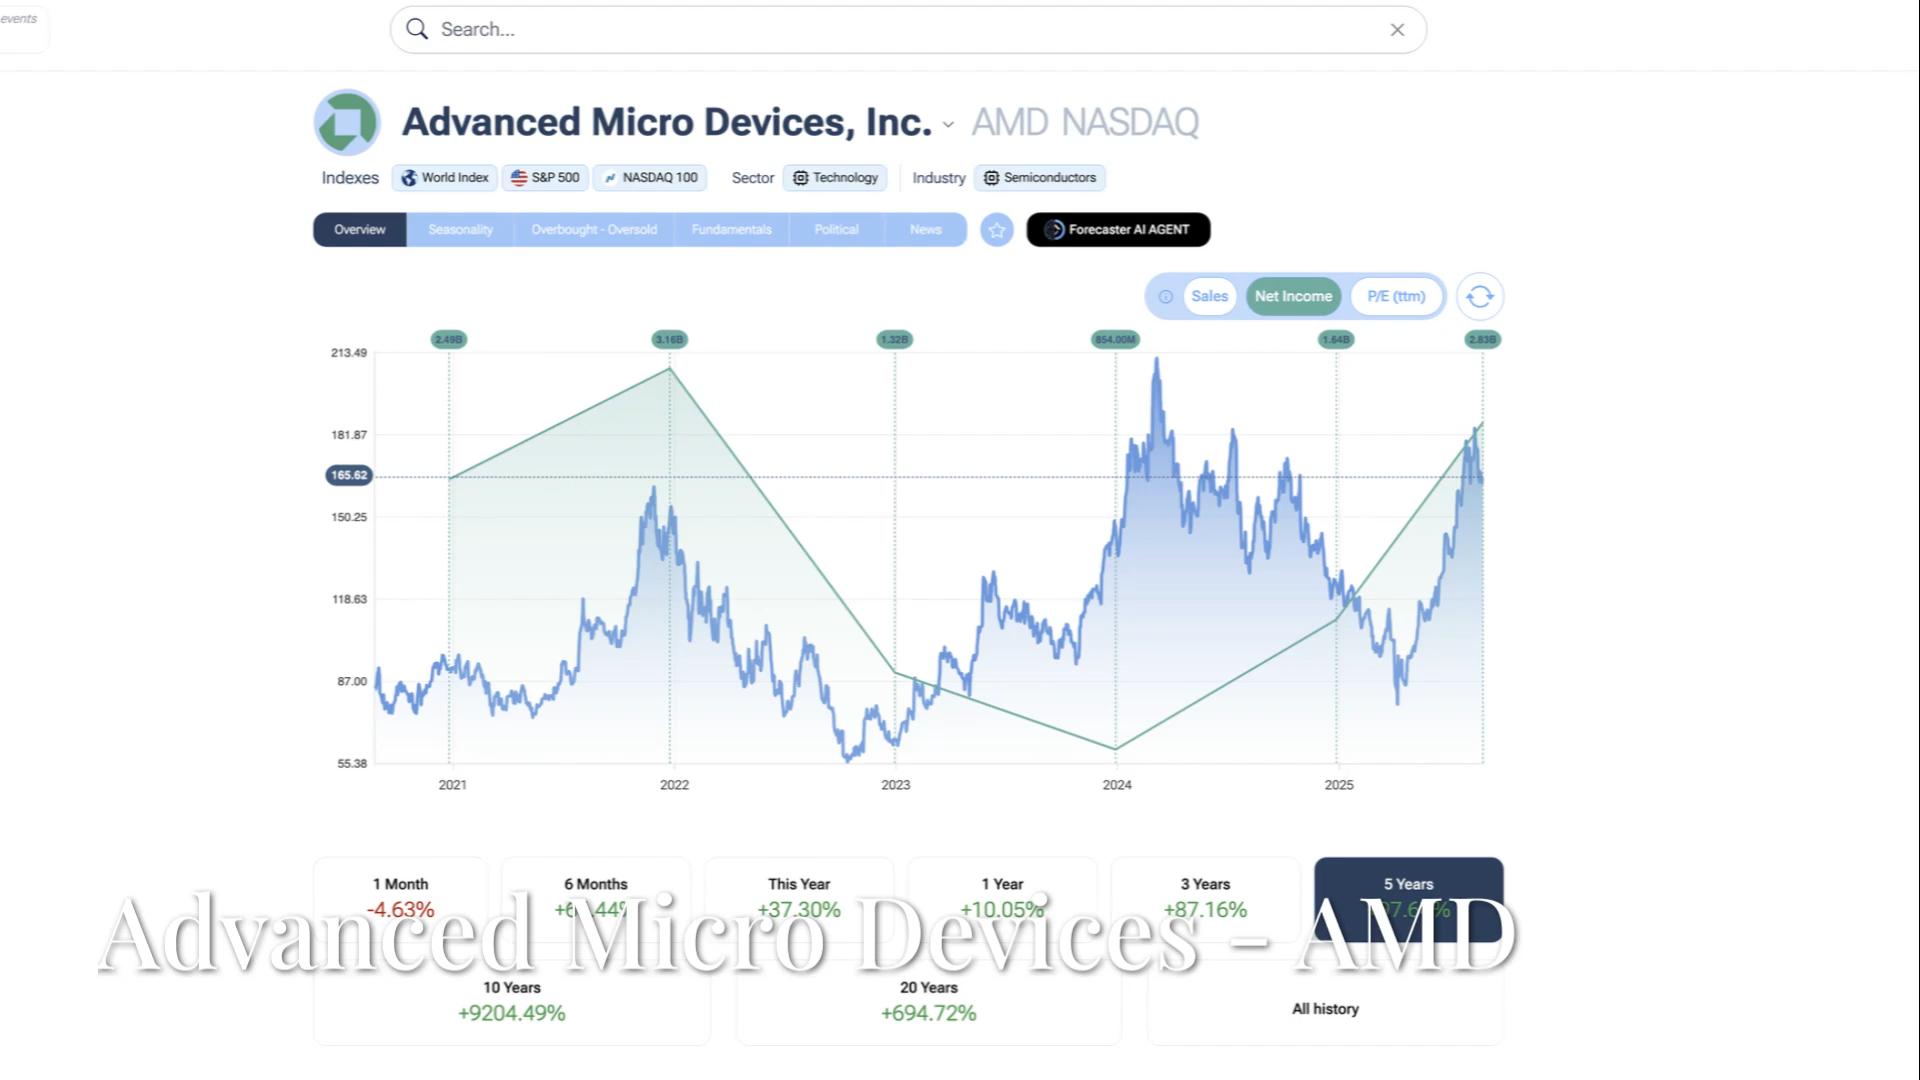 events
Search...
Advanced Micro Devices, Inc. AMD NASDAQ
Indexes World Index S&P 500 NASDAQ 100 Sector Technology Industry Semiconductors
Overview Seasonality Overbought - Oversold Fundamentals Political News Forecaster AI AGENT
Sales Net Income P/E (ttm)
2.49B 3.16B 1.32B 854.00M 1.64B 2.83B
213.49
181.87
165.62
150.25
118.63
87.00
55.38
2021 2022 2023 2024 2025
1 Month 6 Months This Year 1 Year 3 Years 5 Years
-4.63% +37.30% +10.05% +87.16%
Advanced Micro Devices - AMD
10 Years 20 Years
+9204.49% +694.72%
All history